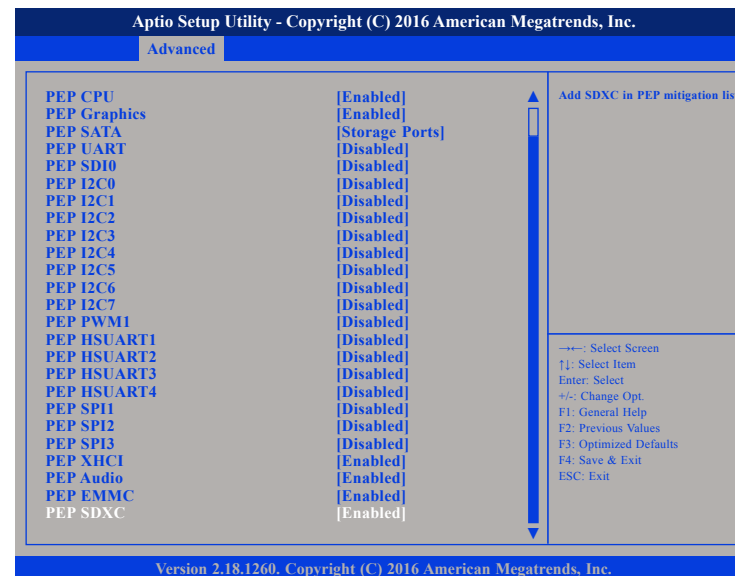 Aptio Setup Utility - Copyright (C) 2016 American Megatrends, Inc.
Advanced
PEP CPU [Enabled]
PEP Graphics [Enabled]
PEP SATA [Storage Ports]
PEP UART [Disabled]
PEP SDI0 [Disabled]
PEP I2C0 [Disabled]
PEP I2C1 [Disabled]
PEP I2C2 [Disabled]
PEP I2C3 [Disabled]
PEP I2C4 [Disabled]
PEP I2C5 [Disabled]
PEP I2C6 [Disabled]
PEP I2C7 [Disabled]
PEP PWM1 [Disabled]
PEP HSUART1 [Disabled]
PEP HSUART2 [Disabled]
PEP HSUART3 [Disabled]
PEP HSUART4 [Disabled]
PEP SPI1 [Disabled]
PEP SPI2 [Disabled]
PEP SPI3 [Disabled]
PEP XHCI [Enabled]
PEP Audio [Enabled]
PEP EMMC [Enabled]
PEP SDXC [Enabled]
Add SDXC in PEP mitigation lis
→←: Select Screen
↑↓: Select Item
Enter: Select
+/-: Change Opt.
F1: General Help
F2: Previous Values
F3: Optimized Defaults
F4: Save & Exit
ESC: Exit
Version 2.18.1260. Copyright (C) 2016 American Megatrends, Inc.